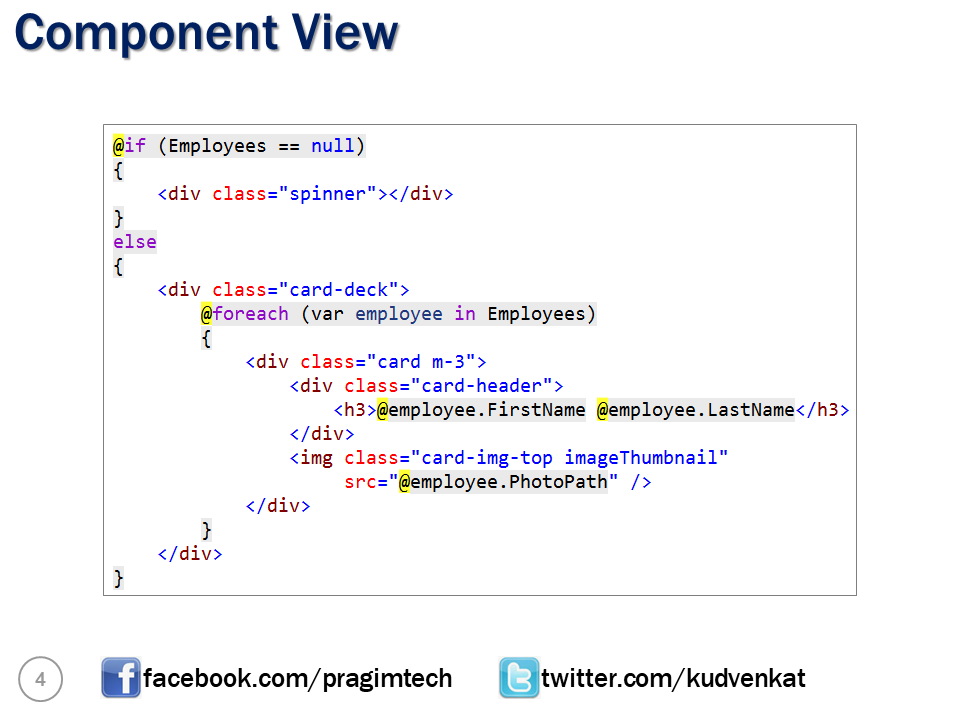 Component View
@if (Employees == null)
{
    <div class="spinner"></div>
}
else
{
    <div class="card-deck">
        @foreach (var employee in Employees)
        {
            <div class="card m-3">
                <div class="card-header">
                    <h3>@employee.FirstName @employee.LastName</h3>
                </div>
                <img class="card-img-top imageThumbnail"
                     src="@employee.PhotoPath" />
            </div>
        }
    </div>
}
4 facebook.com/pragimtech twitter.com/kudvenkat